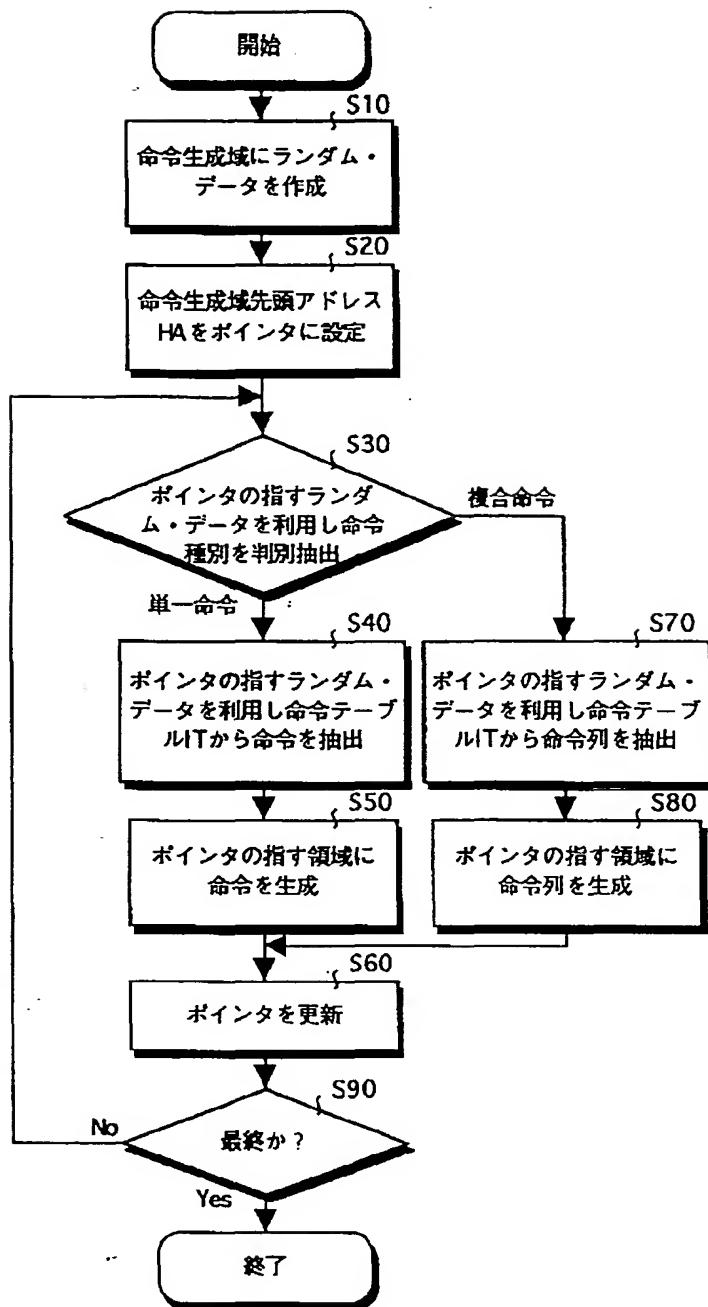 開始
S10
命令生成域にランダム・
データを作成
S20
命令生成域先頭アドレス
HAをポインタに設定
S30
ポインタの指すランダ
ム・データを利用し命令
種別を判別抽出
複合命令
単一命令
S40
ポインタの指すランダム・
データを利用し命令テーブ
ルITから命令を抽出
S70
ポインタの指すランダム・
データを利用し命令テーブ
ルITから命令列を抽出
S50
ポインタの指す領域に
命令を生成
S80
ポインタの指す領域に
命令列を生成
S60
ポインタを更新
S90
最終か?
No
Yes
終了